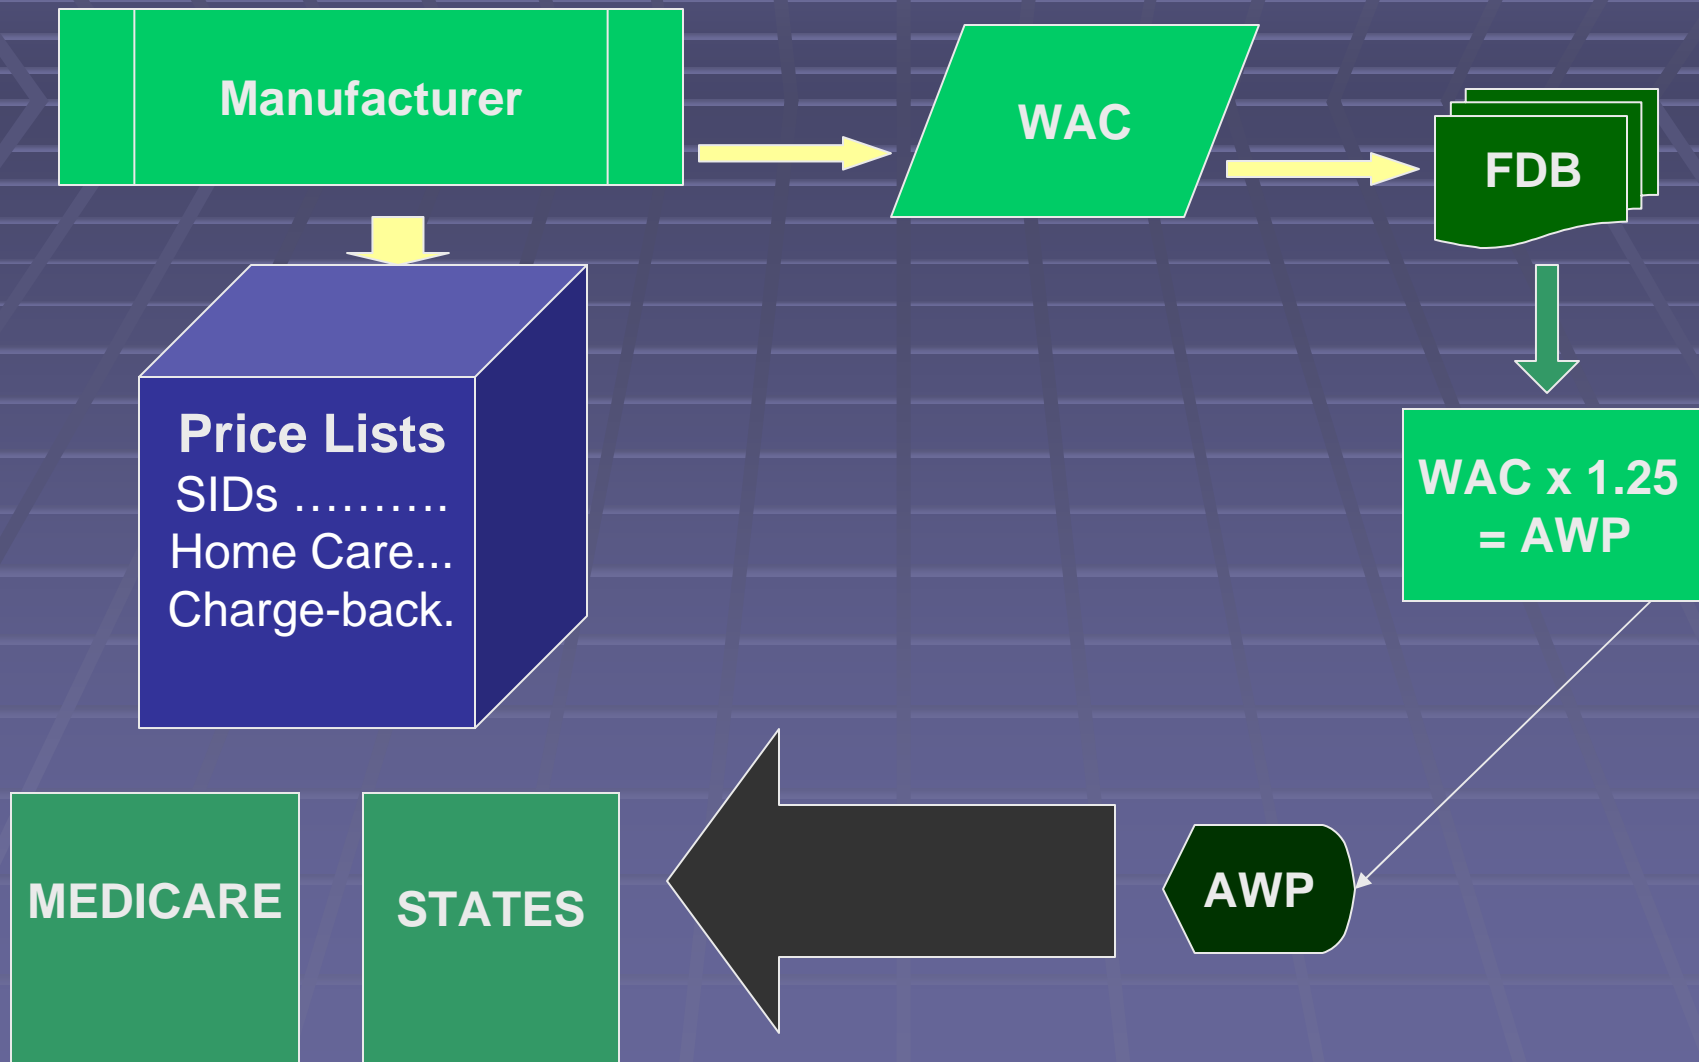 Manufacturer
WAC
FDB
Price Lists
SIDs ……….
Home Care...
Charge-back.
WAC x 1.25
= AWP
MEDICARE
STATES
AWP